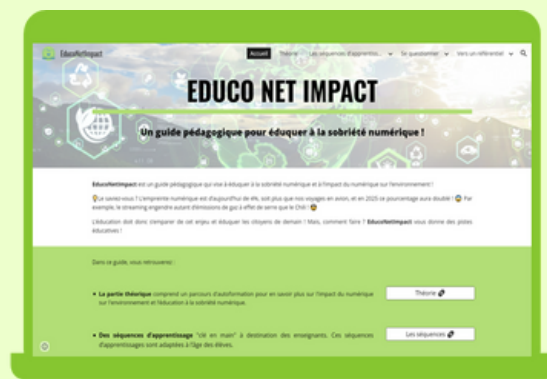 EducoNetImpact
Accueil Théorie Les séquences d'apprentiss... Se questionner Vers un référentiel
EDUCO NET IMPACT
Un guide pédagogique pour éduquer à la sobriété numérique !
EducoNetImpact est un guide pédagogique qui vise à éduquer à la sobriété numérique et à l'impact du numérique sur l'environnement !
Le saviez-vous ? L'empreinte numérique est d'aujourd'hui de 4%, soit plus que nos voyages en avion, et en 2025 ce pourcentage aura doublé ! Par
exemple, le streaming engendre autant d'émissions de gaz à effet de serre que le Chili !
L'éducation doit donc s'emparer de cet enjeu et éduquer les citoyens de demain ! Mais, comment faire ? EducoNetImpact vous donne des pistes
éducatives !
Dans ce guide, vous retrouverez :
• La partie théorique comprend un parcours d'autoformation pour en savoir plus sur l'impact du numérique
sur l'environnement et l'éducation à la sobriété numérique.
Théorie
• Des séquences d'apprentissage "clé en main" à destination des enseignants. Ces séquences
d'apprentissages sont adaptées à l'âge des élèves.
Les séquences